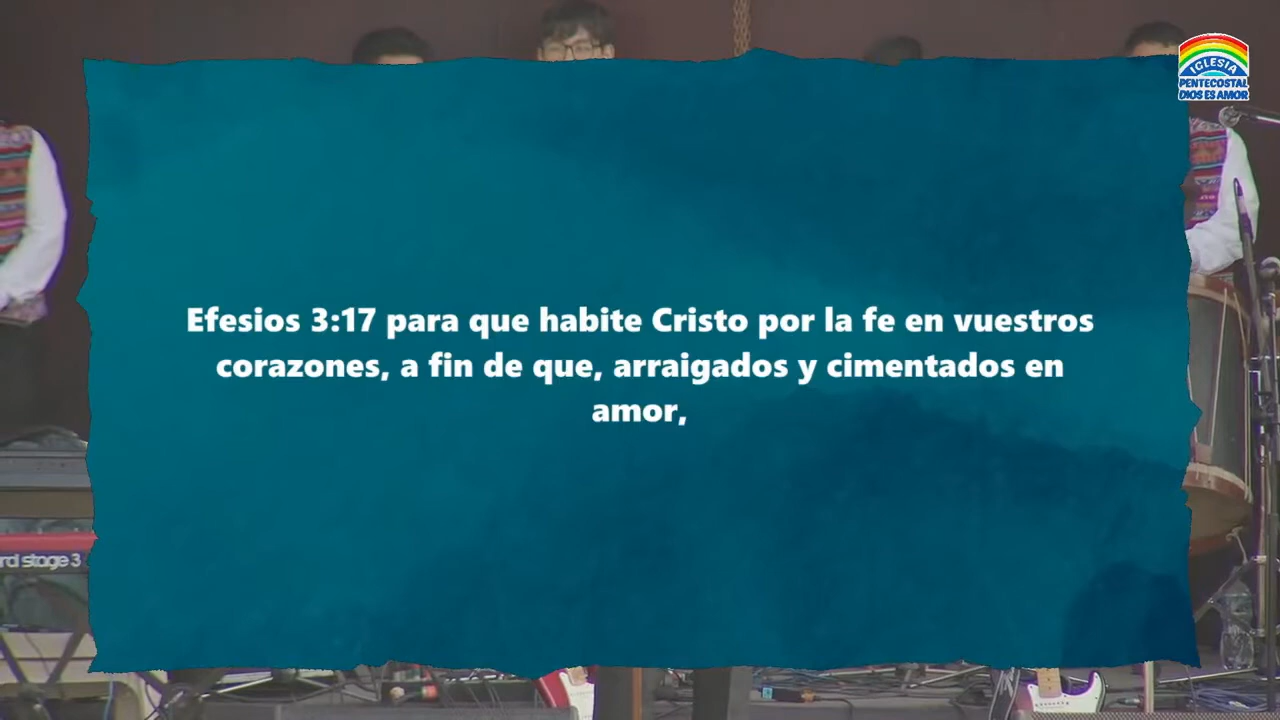 IGLESIA
PENTECOSTAL
DIOS ES AMOR
Efesios 3:17 para que habite Cristo por la fe en vuestros
corazones, a fin de que, arraigados y cimentados en
amor,
rd stage 3